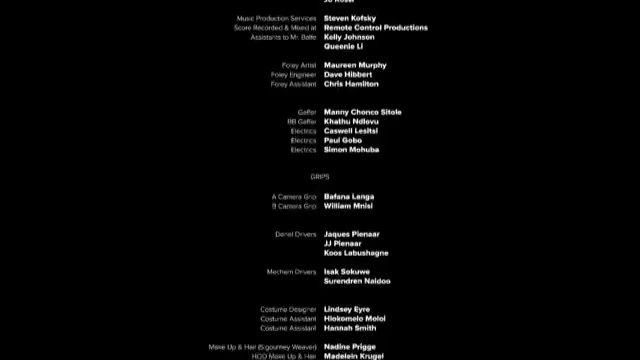 Jo Rossi
Music Production Services Steven Kofsky
Score Recorded & Mixed at Remote Control Productions
Assistants to Mr. Balfe Kelly Johnson
Queenie Li
Foley Artist Maureen Murphy
Foley Engineer Dave Hibbert
Foley Assistant Chris Hamilton
Gaffer Manny Chonco Sitole
BB Gaffer Khathu Ndlovu
Electrics Caswell Lesitsi
Electrics Paul Gobo
Electrics Simon Mohuba
GRIPS
A Camera Grip Bafana Langa
B Camera Grip William Mnisi
Denel Drivers Jaques Pienaar
JJ Pienaar
Koos Labushagne
Mechem Drivers Isak Sokuwe
Surendren Naidoo
Costume Designer Lindsey Eyre
Costume Assistant Hlokomelo Moloi
Costume Assistant Hannah Smith
Make Up & Hair (Sigourney Weaver) Nadine Prigge
HOD Make Up & Hair Madelein Krugel